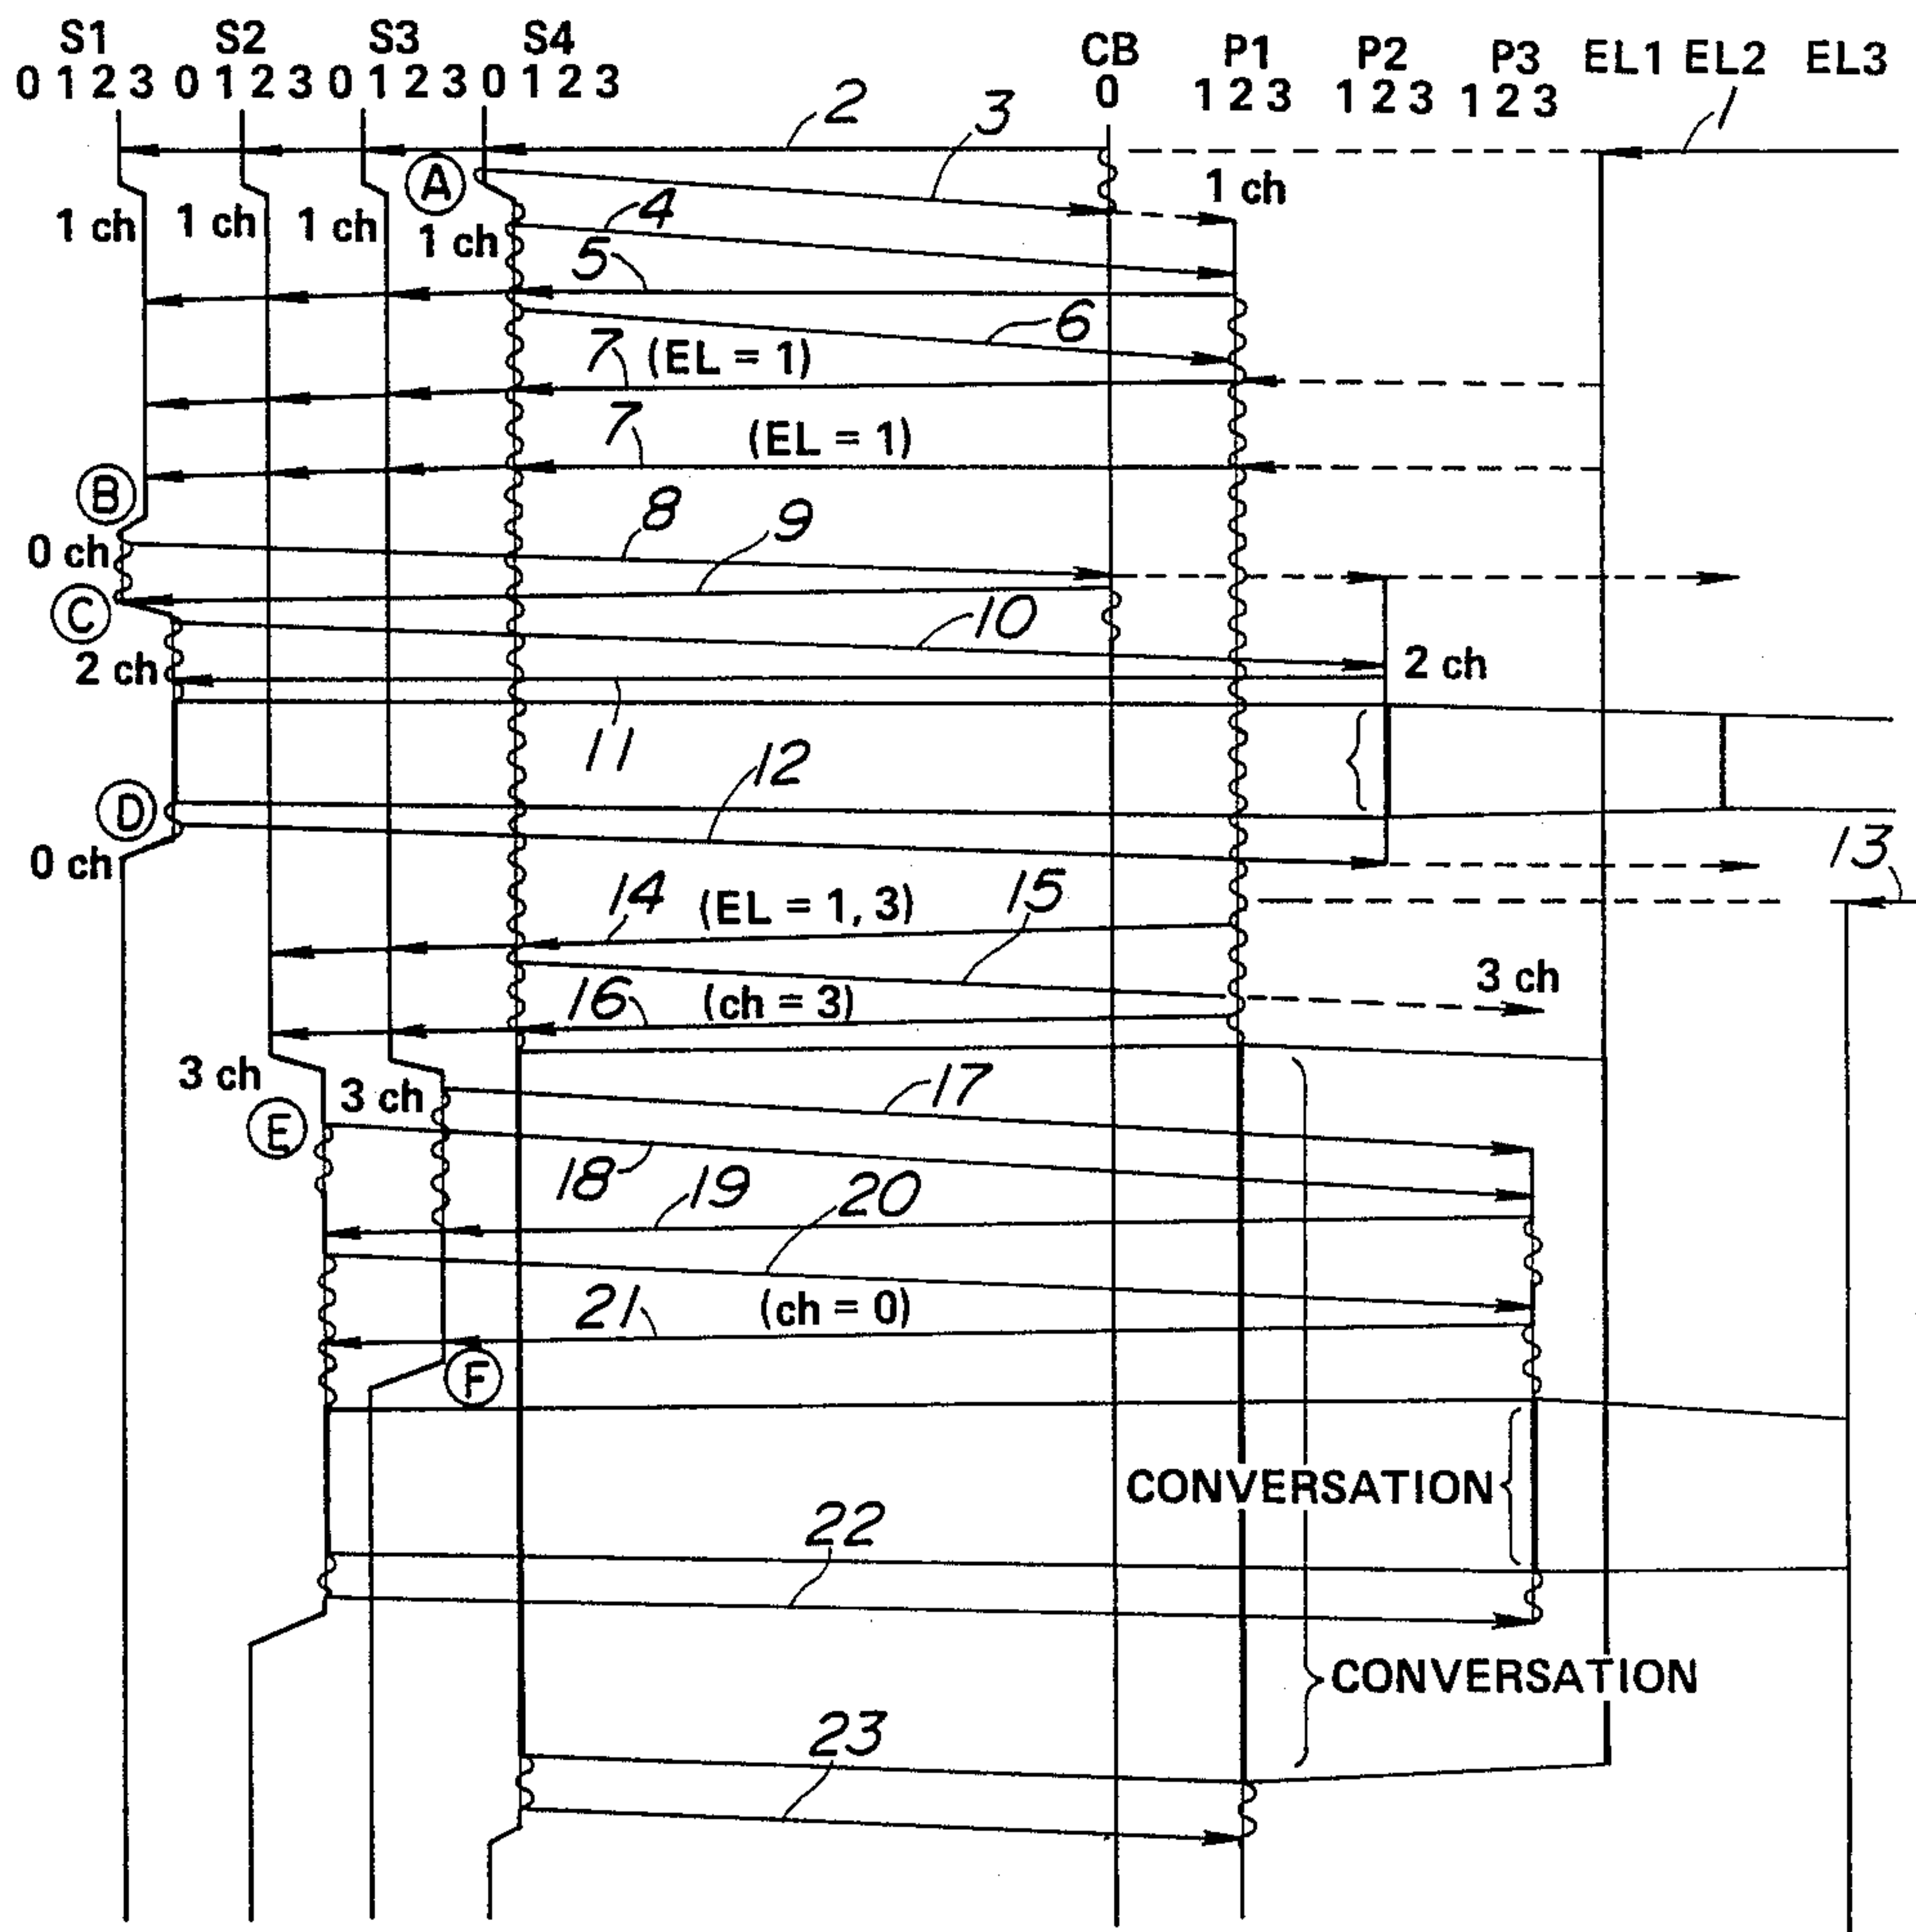 S1 S2 S3 S4 CB P1 P2 P3 EL1 EL2 EL3
0 1 2 3 0 1 2 3 0 1 2 3 0 1 2 3 0 1 2 3 1 2 3 1 2 3
2 3 1
A 1 ch
1 ch 1 ch 1 ch 1 ch 4
5
6
7 (EL = 1)
7 (EL = 1)
B
8 9
0 ch
C 10
2 ch 2 ch
11
12
D
0 ch 13
14 (EL = 1, 3) 15
3 ch
16 (ch = 3)
3 ch 3 ch 17
E
18 19 20
21 (ch = 0)
F
CONVERSATION
22
CONVERSATION
23